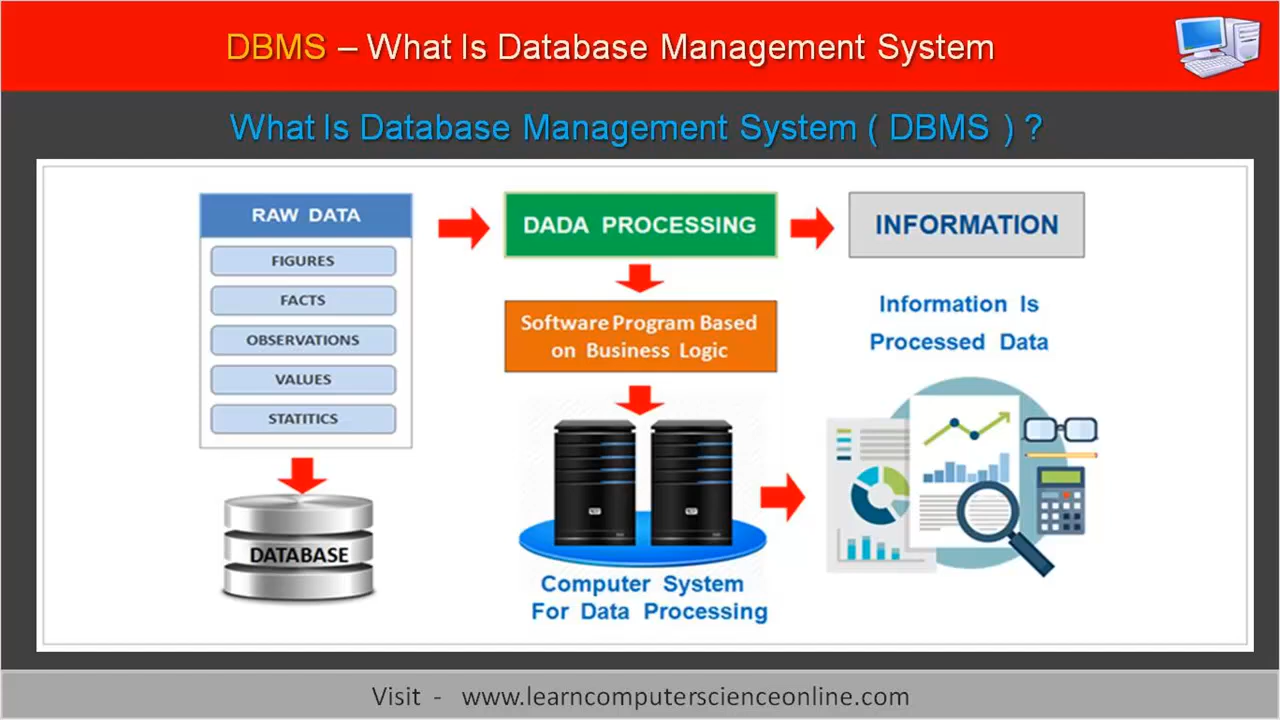 DBMS – What Is Database Management System
What Is Database Management System ( DBMS ) ?
RAW DATA
FIGURES
FACTS
OBSERVATIONS
VALUES
STATITICS
DATABASE
DADA PROCESSING
Software Program Based
on Business Logic
Computer System
For Data Processing
INFORMATION
Information Is
Processed Data
Visit - www.learncomputerscienceonline.com